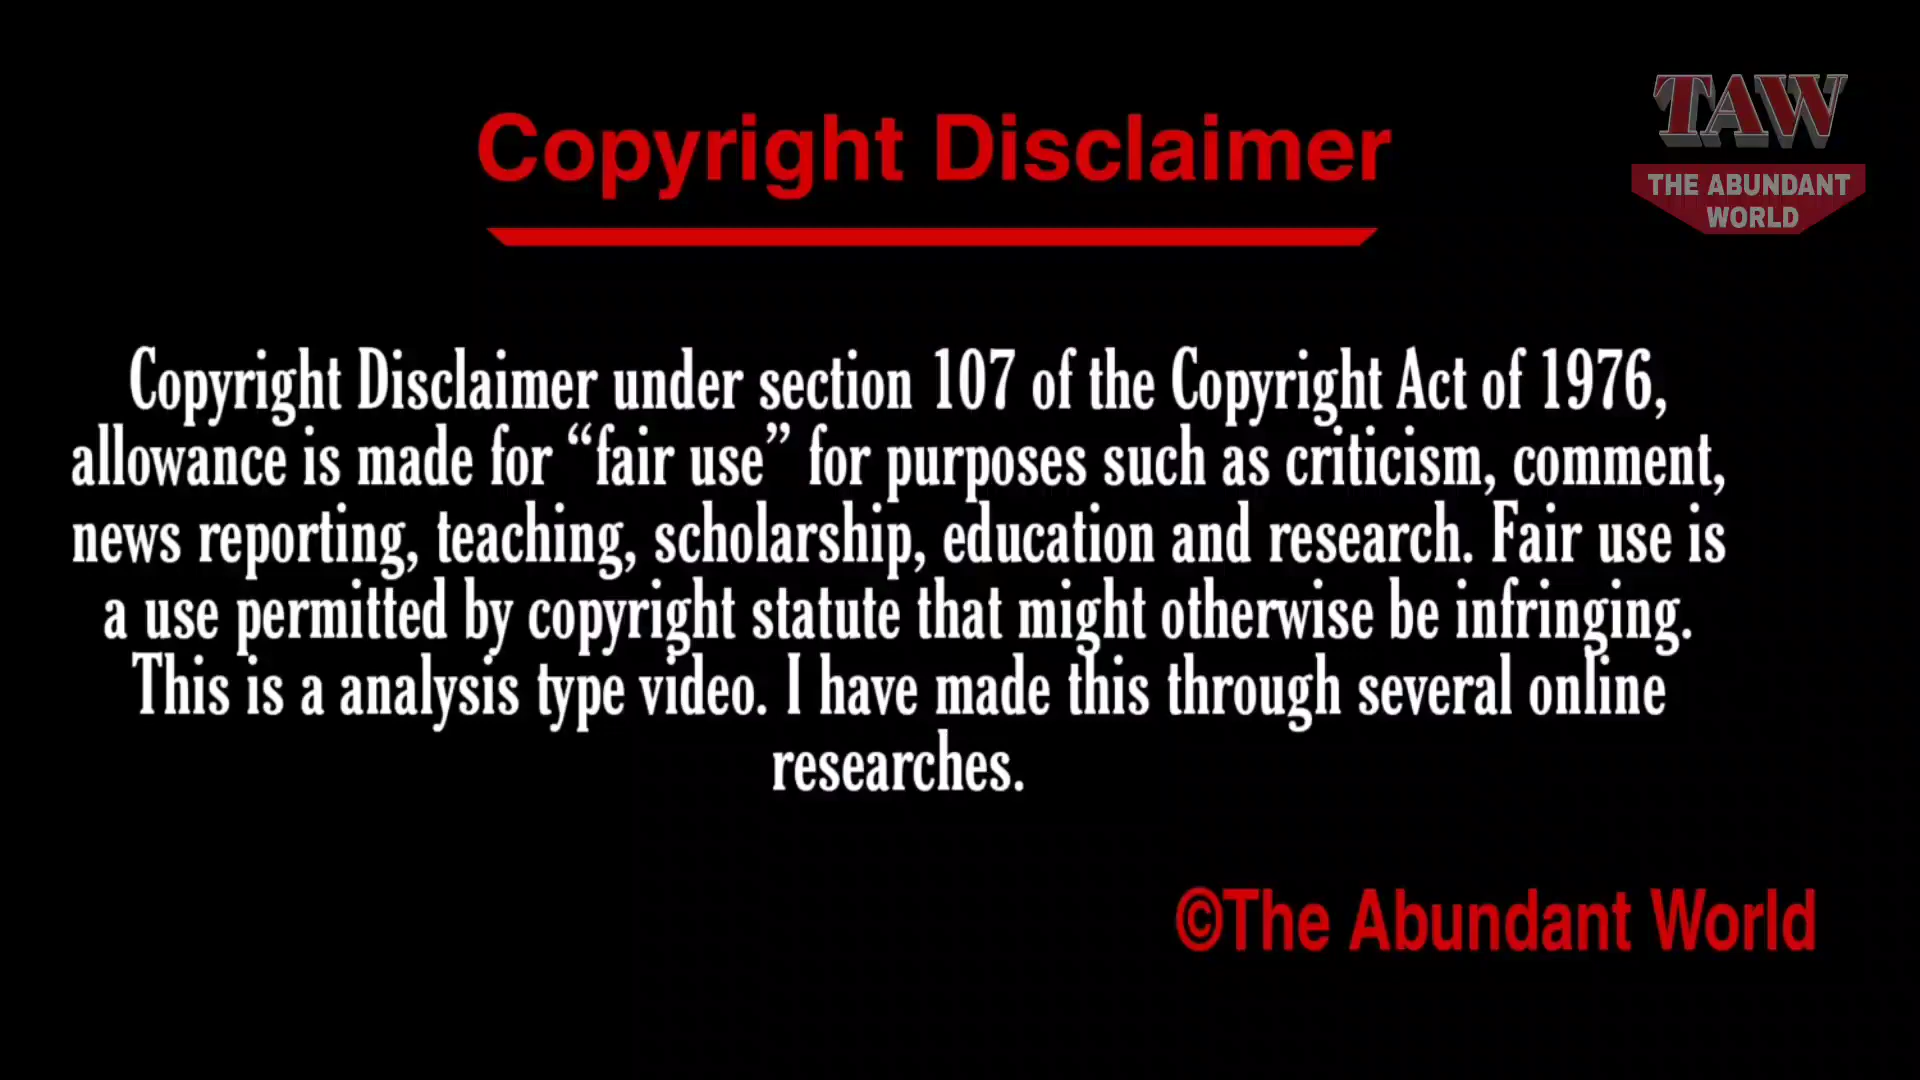 Copyright Disclaimer
TAW
THE ABUNDANT
WORLD
Copyright Disclaimer under section 107 of the Copyright Act of 1976,
allowance is made for “fair use” for purposes such as criticism, comment,
news reporting, teaching, scholarship, education and research. Fair use is
a use permitted by copyright statute that might otherwise be infringing.
This is a analysis type video. I have made this through several online
researches.
©The Abundant World